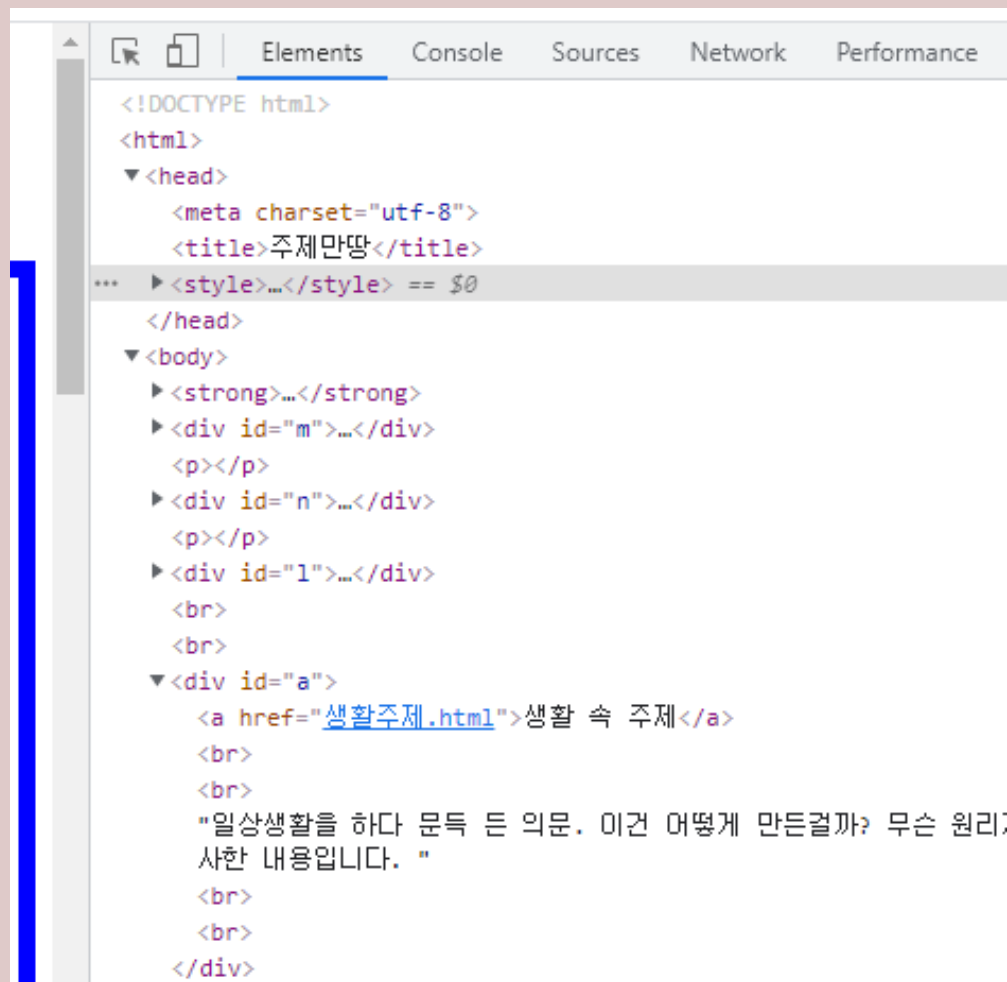 Elements Console Sources Network Performance
<!DOCTYPE html>
<html>
▼<head>
<meta charset="utf-8">
<title>주제만땅</title>
… ▶<style>…</style> == $0
</head>
▼<body>
▶<strong>…</strong>
▶<div id="m">…</div>
<p></p>
▶<div id="n">…</div>
<p></p>
▶<div id="l">…</div>
<br>
<br>
▼<div id="a">
<a href="생활주제.html">생활 속 주제</a>
<br>
<br>
"일상생활을 하다 문득 든 의문. 이건 어떻게 만든걸까? 무슨 원리
사한 내용입니다. "
<br>
<br>
</div>